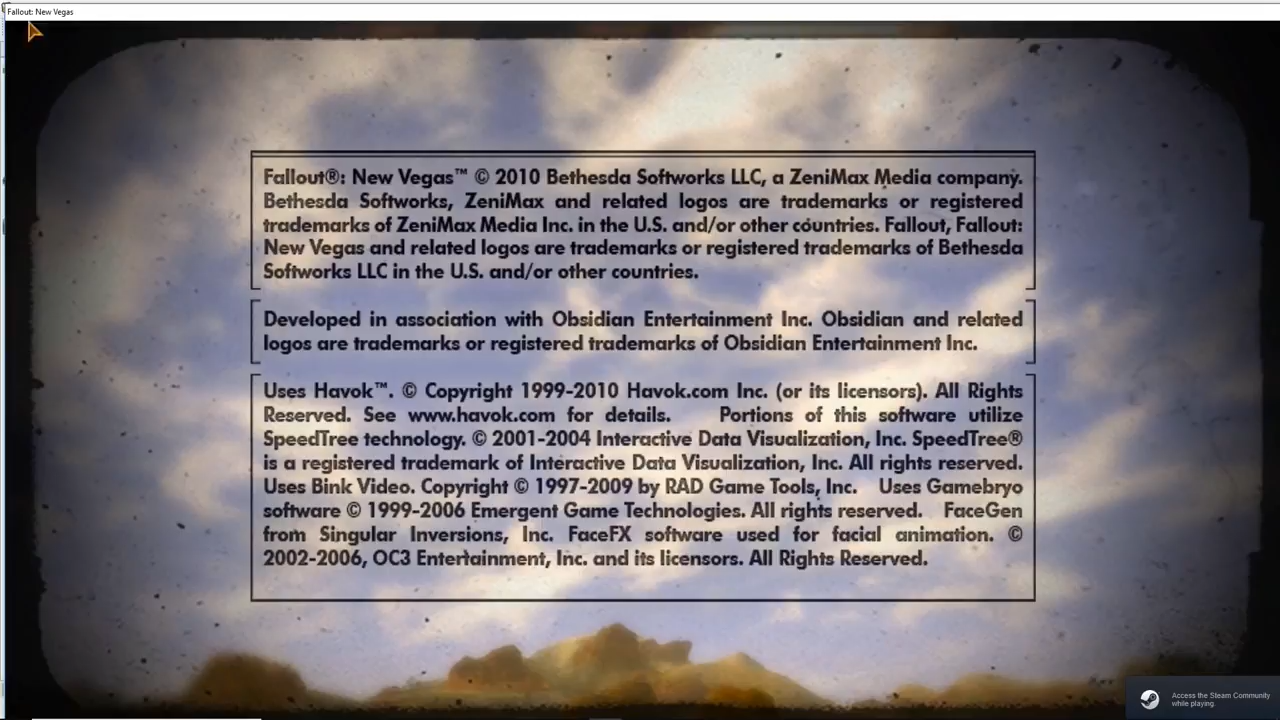 Fallout: New Vegas
Fallout®: New Vegas™ © 2010 Bethesda Softworks LLC, a ZeniMax Media company.
Bethesda Softworks, ZeniMax and related logos are trademarks or registered
trademarks of ZeniMax Media Inc. in the U.S. and/or other countries. Fallout, Fallout:
New Vegas and related logos are trademarks or registered trademarks of Bethesda
Softworks LLC in the U.S. and/or other countries.
Developed in association with Obsidian Entertainment Inc. Obsidian and related
logos are trademarks or registered trademarks of Obsidian Entertainment Inc.
Uses Havok™. © Copyright 1999-2010 Havok.com Inc. (or its licensors). All Rights
Reserved. See www.havok.com for details. Portions of this software utilize
SpeedTree technology. © 2001-2004 Interactive Data Visualization, Inc. SpeedTree®
is a registered trademark of Interactive Data Visualization, Inc. All rights reserved.
Uses Bink Video. Copyright © 1997-2009 by RAD Game Tools, Inc. Uses Gamebryo
software © 1999-2006 Emergent Game Technologies. All rights reserved. FaceGen
from Singular Inversions, Inc. FaceFX software used for facial animation. ©
2002-2006, OC3 Entertainment, Inc. and its licensors. All Rights Reserved.
Access the Steam Community
while playing.